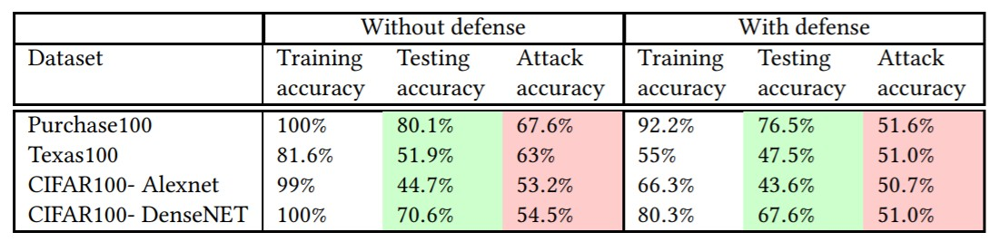 Without defense With defense
Dataset Training Testing Attack Training Testing Attack
accuracy accuracy accuracy accuracy accuracy accuracy
Purchase100 100% 80.1% 67.6% 92.2% 76.5% 51.6%
Texas100 81.6% 51.9% 63% 55% 47.5% 51.0%
CIFAR100- Alexnet 99% 44.7% 53.2% 66.3% 43.6% 50.7%
CIFAR100- DenseNET 100% 70.6% 54.5% 80.3% 67.6% 51.0%